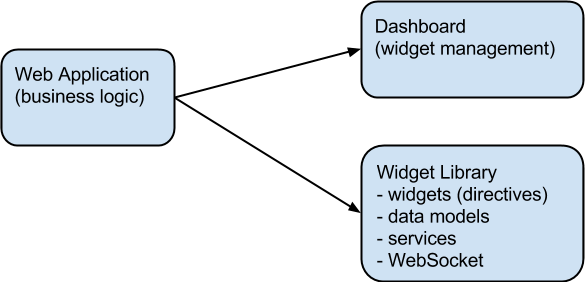 Web Application
(business logic)
Dashboard
(widget management)
Widget Library
- widgets (directives)
- data models
- services
- WebSocket